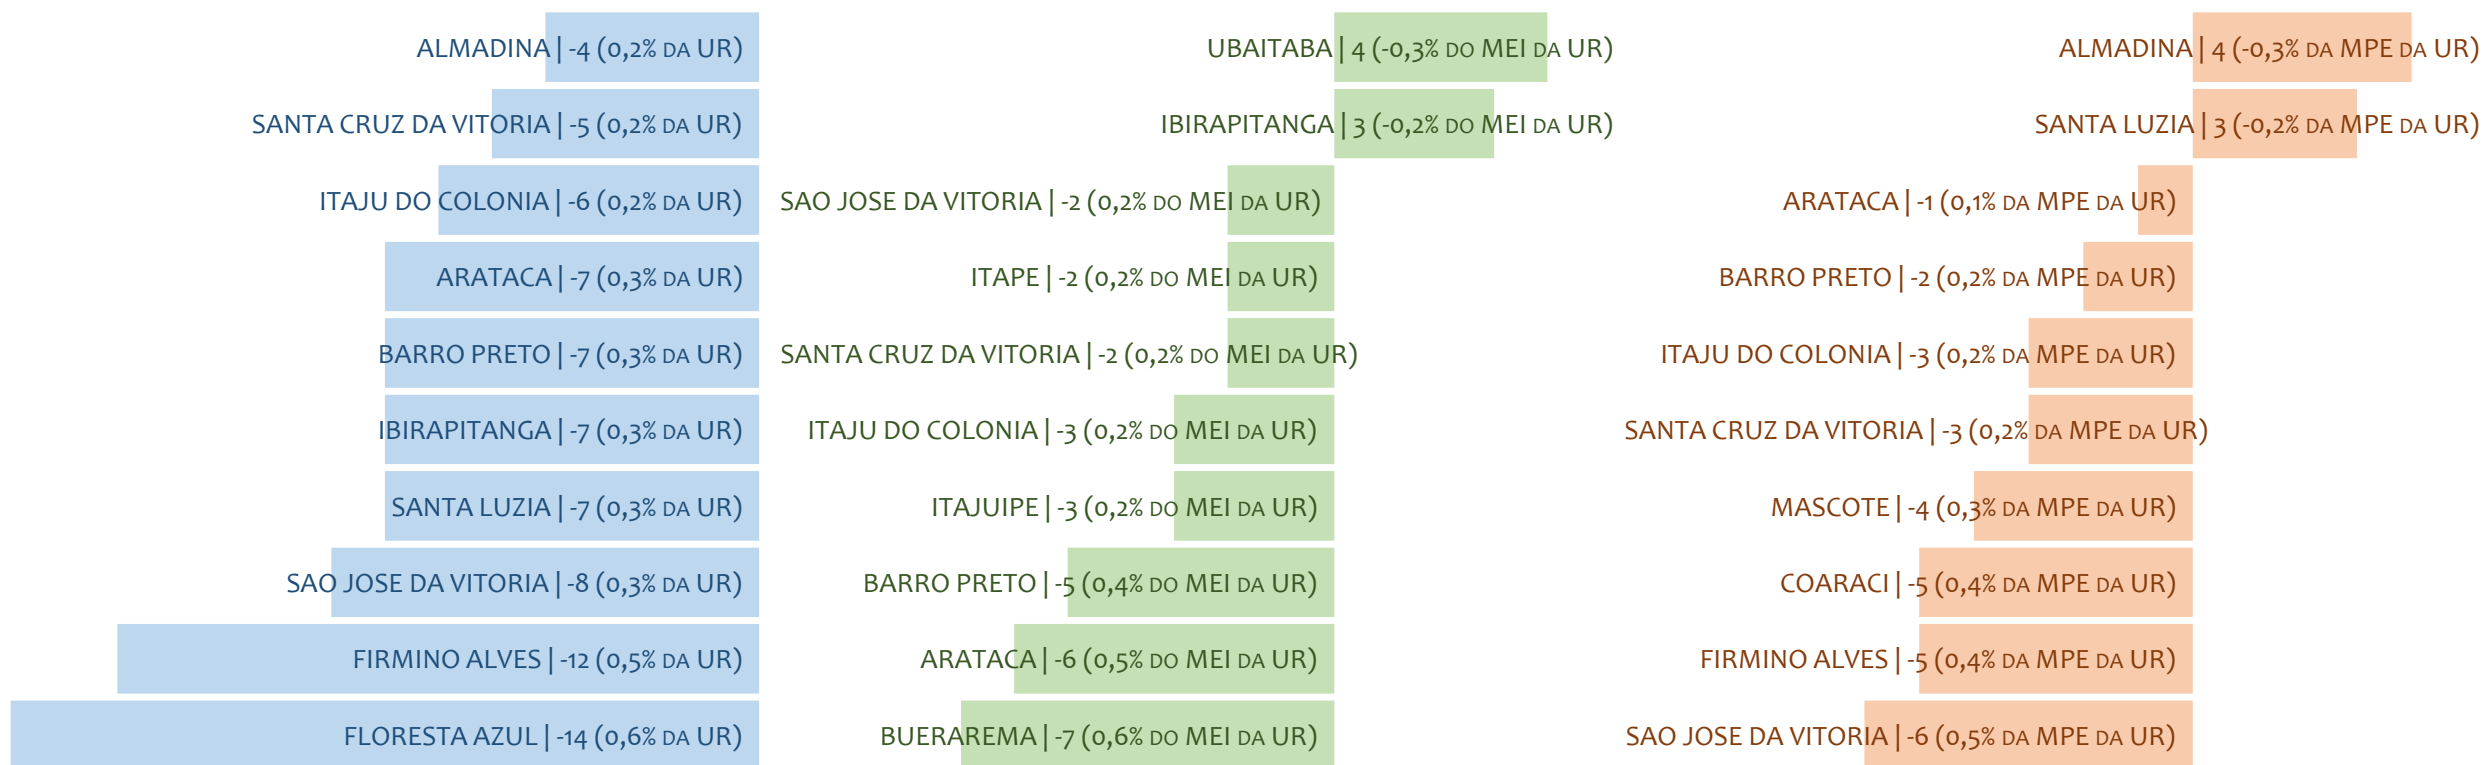 ALMADINA | -4 (0,2% DA UR)
SANTA CRUZ DA VITORIA | -5 (0,2% DA UR)
ITAJU DO COLONIA | -6 (0,2% DA UR)
ARATACA | -7 (0,3% DA UR)
BARRO PRETO | -7 (0,3% DA UR)
IBIRAPITANGA | -7 (0,3% DA UR)
SANTA LUZIA | -7 (0,3% DA UR)
SAO JOSE DA VITORIA | -8 (0,3% DA UR)
FIRMINO ALVES | -12 (0,5% DA UR)
FLORESTA AZUL | -14 (0,6% DA UR)
UBAITABA | 4 (-0,3% DO MEI DA UR)
IBIRAPITANGA | 3 (-0,2% DO MEI DA UR)
SAO JOSE DA VITORIA | -2 (0,2% DO MEI DA UR)
ITAPE | -2 (0,2% DO MEI DA UR)
SANTA CRUZ DA VITORIA | -2 (0,2% DO MEI DA UR)
ITAJU DO COLONIA | -3 (0,2% DO MEI DA UR)
ITAJUIPE | -3 (0,2% DO MEI DA UR)
BARRO PRETO | -5 (0,4% DO MEI DA UR)
ARATACA | -6 (0,5% DO MEI DA UR)
BUERAREMA | -7 (0,6% DO MEI DA UR)
ALMADINA | 4 (-0,3% DA MPE DA UR)
SANTA LUZIA | 3 (-0,2% DA MPE DA UR)
ARATACA | -1 (0,1% DA MPE DA UR)
BARRO PRETO | -2 (0,2% DA MPE DA UR)
ITAJU DO COLONIA | -3 (0,2% DA MPE DA UR)
SANTA CRUZ DA VITORIA | -3 (0,2% DA MPE DA UR)
MASCOTE | -4 (0,3% DA MPE DA UR)
COARACI | -5 (0,4% DA MPE DA UR)
FIRMINO ALVES | -5 (0,4% DA MPE DA UR)
SAO JOSE DA VITORIA | -6 (0,5% DA MPE DA UR)